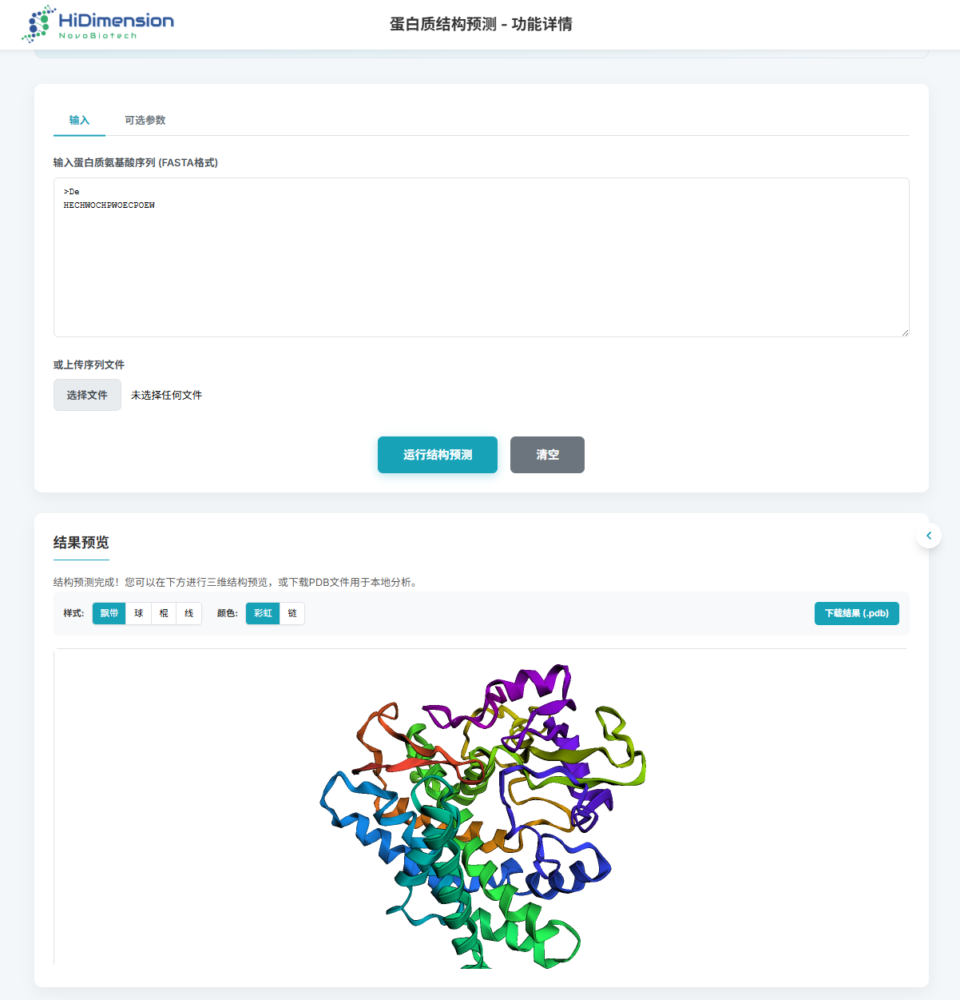 HiDimension
NovoBiotech
蛋白质结构预测 - 功能详情
输入
可选参数
输入蛋白质氨基酸序列 (FASTA格式)
>De
HECHWOCHPWOECPOEW
或上传序列文件
选择文件
未选择任何文件
运行结构预测
清空
结果预览
结构预测完成！您可以在下方进行三维结构预览，或下载PDB文件用于本地分析。
样式:
飘带
球
棍
线
颜色:
彩虹
链
下载结果 (.pdb)